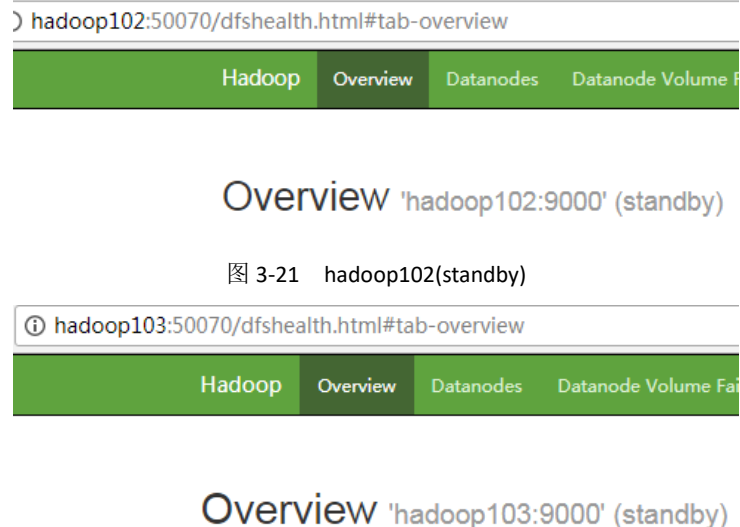 hadoop102:50070/dfshealth.html#tab-overview
Hadoop Overview Datanodes Datanode Volume
Overview 'hadoop102:9000' (standby)
图 3-21 hadoop102(standby)
hadoop103:50070/dfshealth.html#tab-overview
Hadoop Overview Datanodes Datanode Volume Fai
Overview 'hadoop103:9000' (standby)